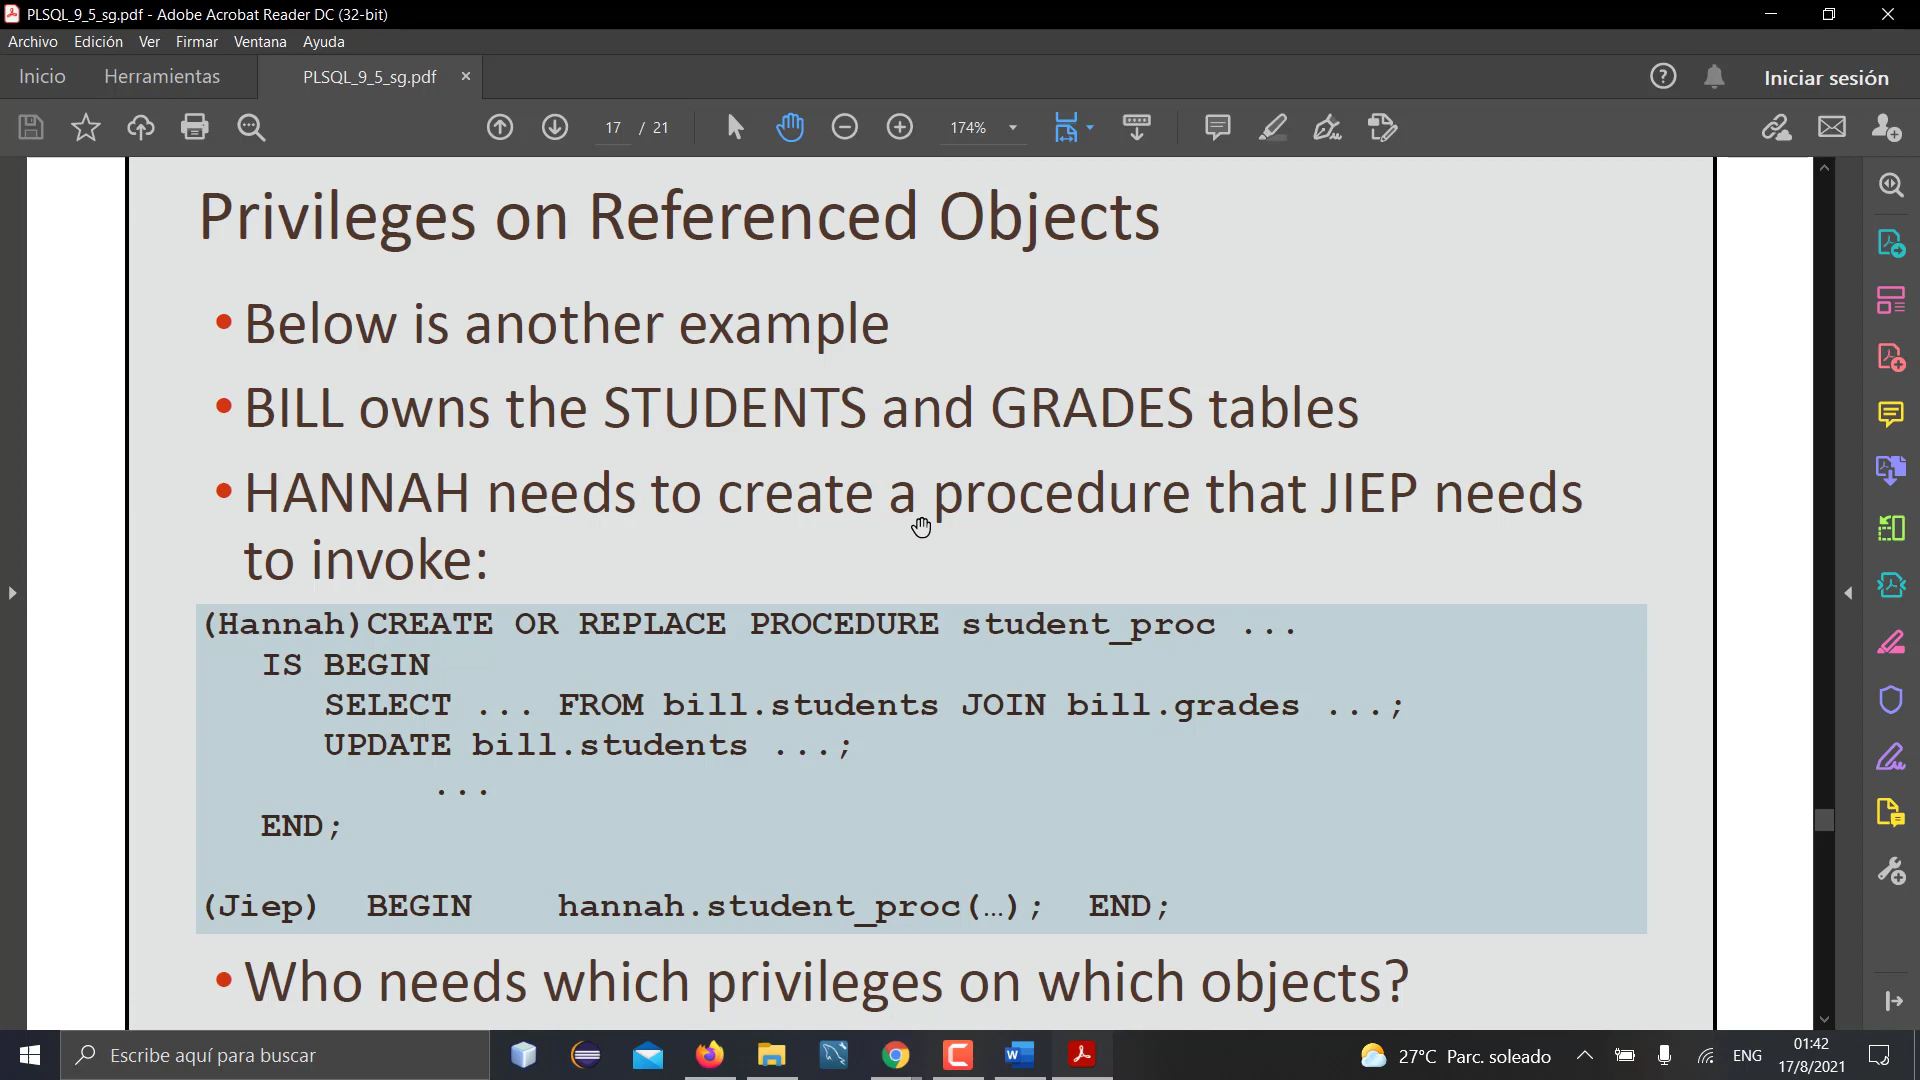 PLSQL_9_5_sg.pdf - Adobe Acrobat Reader DC (32-bit)
Archivo Edición Ver Firmar Ventana Ayuda
Inicio Herramientas PLSQL_9_5_sg.pdf × Iniciar sesión
17 / 21 174%
Privileges on Referenced Objects
•Below is another example
•BILL owns the STUDENTS and GRADES tables
•HANNAH needs to create a procedure that JIEP needs
to invoke:
(Hannah)CREATE OR REPLACE PROCEDURE student_proc ...
IS BEGIN
SELECT ... FROM bill.students JOIN bill.grades ...;
UPDATE bill.students ...;
...
END;
(Jiep) BEGIN hannah.student_proc(…); END;
•Who needs which privileges on which objects?
Escribe aquí para buscar
27°C Parc. soleado ENG 01:42
17/8/2021